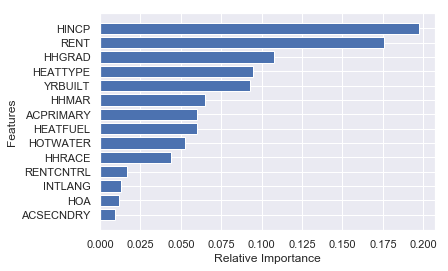 HINCP
RENT
HHGRAD
HEATTYPE
YRBUILT
HHMAR
ACPRIMARY
HEATFUEL
HOTWATER
HHRACE
RENTCNTRL
INTLANG
HOA
ACSECNDRY
Features
0.000 0.025 0.050 0.075 0.100 0.125 0.150 0.175 0.200
Relative Importance